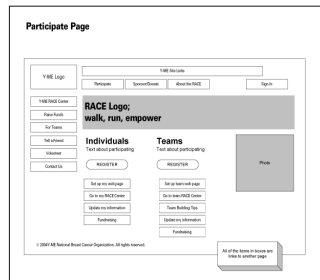 Participate Page
Y-ME Logo
Y-ME Site Links
Participate
Sponsor/Donate
About the RACE
Sign In
Y-ME RACE Center
Raise Funds
For Teams
Tell a Friend
Volunteer
Contact Us
RACE Logo;
walk, run, empower
Individuals
Text about participating
REGISTER
Set up my web page
Go to my RACE Center
Update my information
Fundraising
Teams
Text about participating
REGISTER
Set up team web page
Go to team RACE Center
Team Building Tips
Update my information
Fundraising
Photo
© 2004 Y-ME National Breast Cancer Organization. All rights reserved.
All of the items in boxes are
links to another page